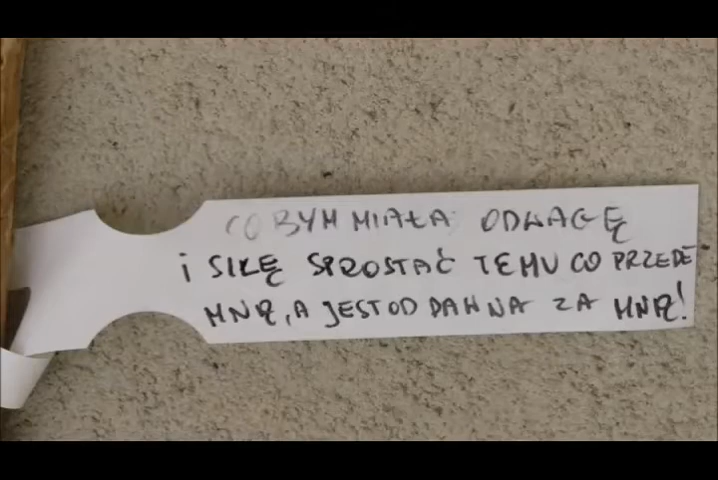 COBYM MIAŁA ODWAGĘ
i SIŁĘ SPROSTAĆ TEMU CO PRZEDE
MNĄ, A JEST OD DAWNA ZA MNĄ!